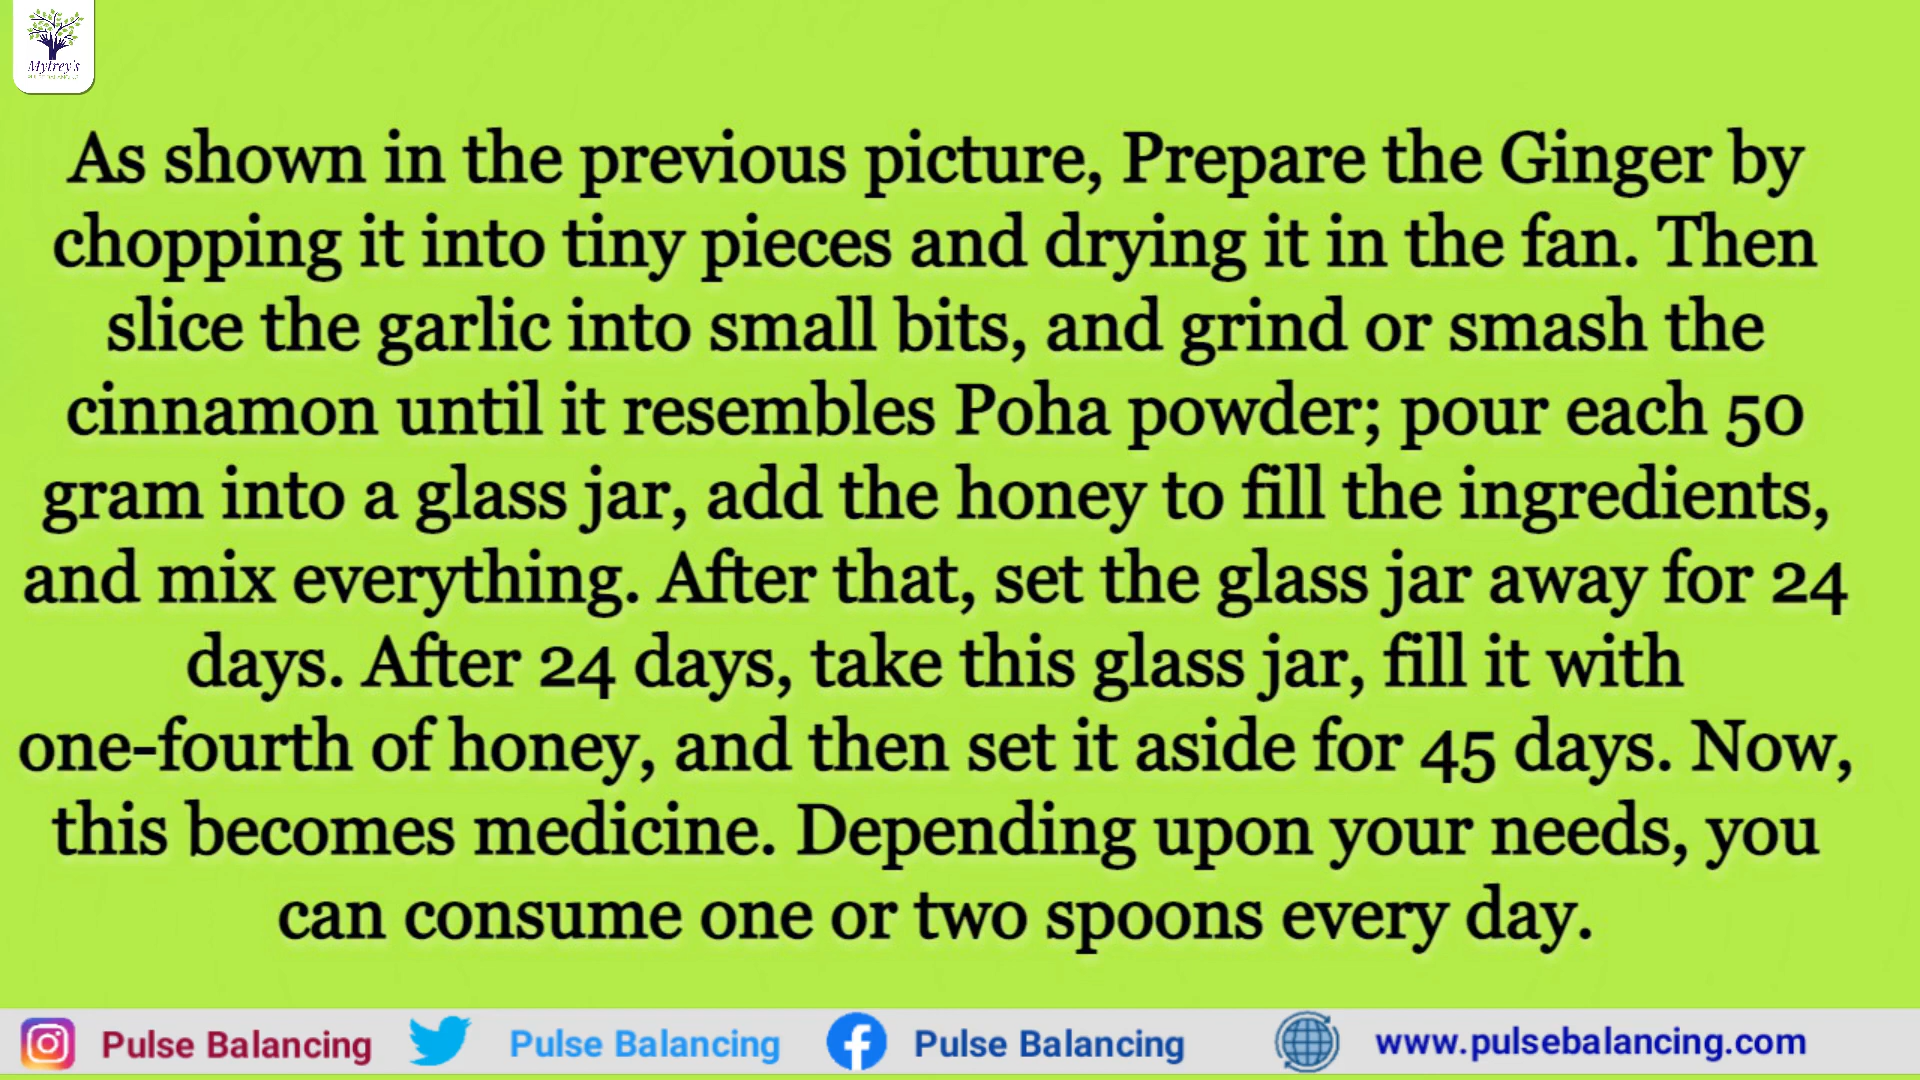 Mytrey's
As shown in the previous picture, Prepare the Ginger by
chopping it into tiny pieces and drying it in the fan. Then
slice the garlic into small bits, and grind or smash the
cinnamon until it resembles Poha powder; pour each 50
gram into a glass jar, add the honey to fill the ingredients,
and mix everything. After that, set the glass jar away for 24
days. After 24 days, take this glass jar, fill it with
one-fourth of honey, and then set it aside for 45 days. Now,
this becomes medicine. Depending upon your needs, you
can consume one or two spoons every day.
Pulse Balancing Pulse Balancing Pulse Balancing www.pulsebalancing.com